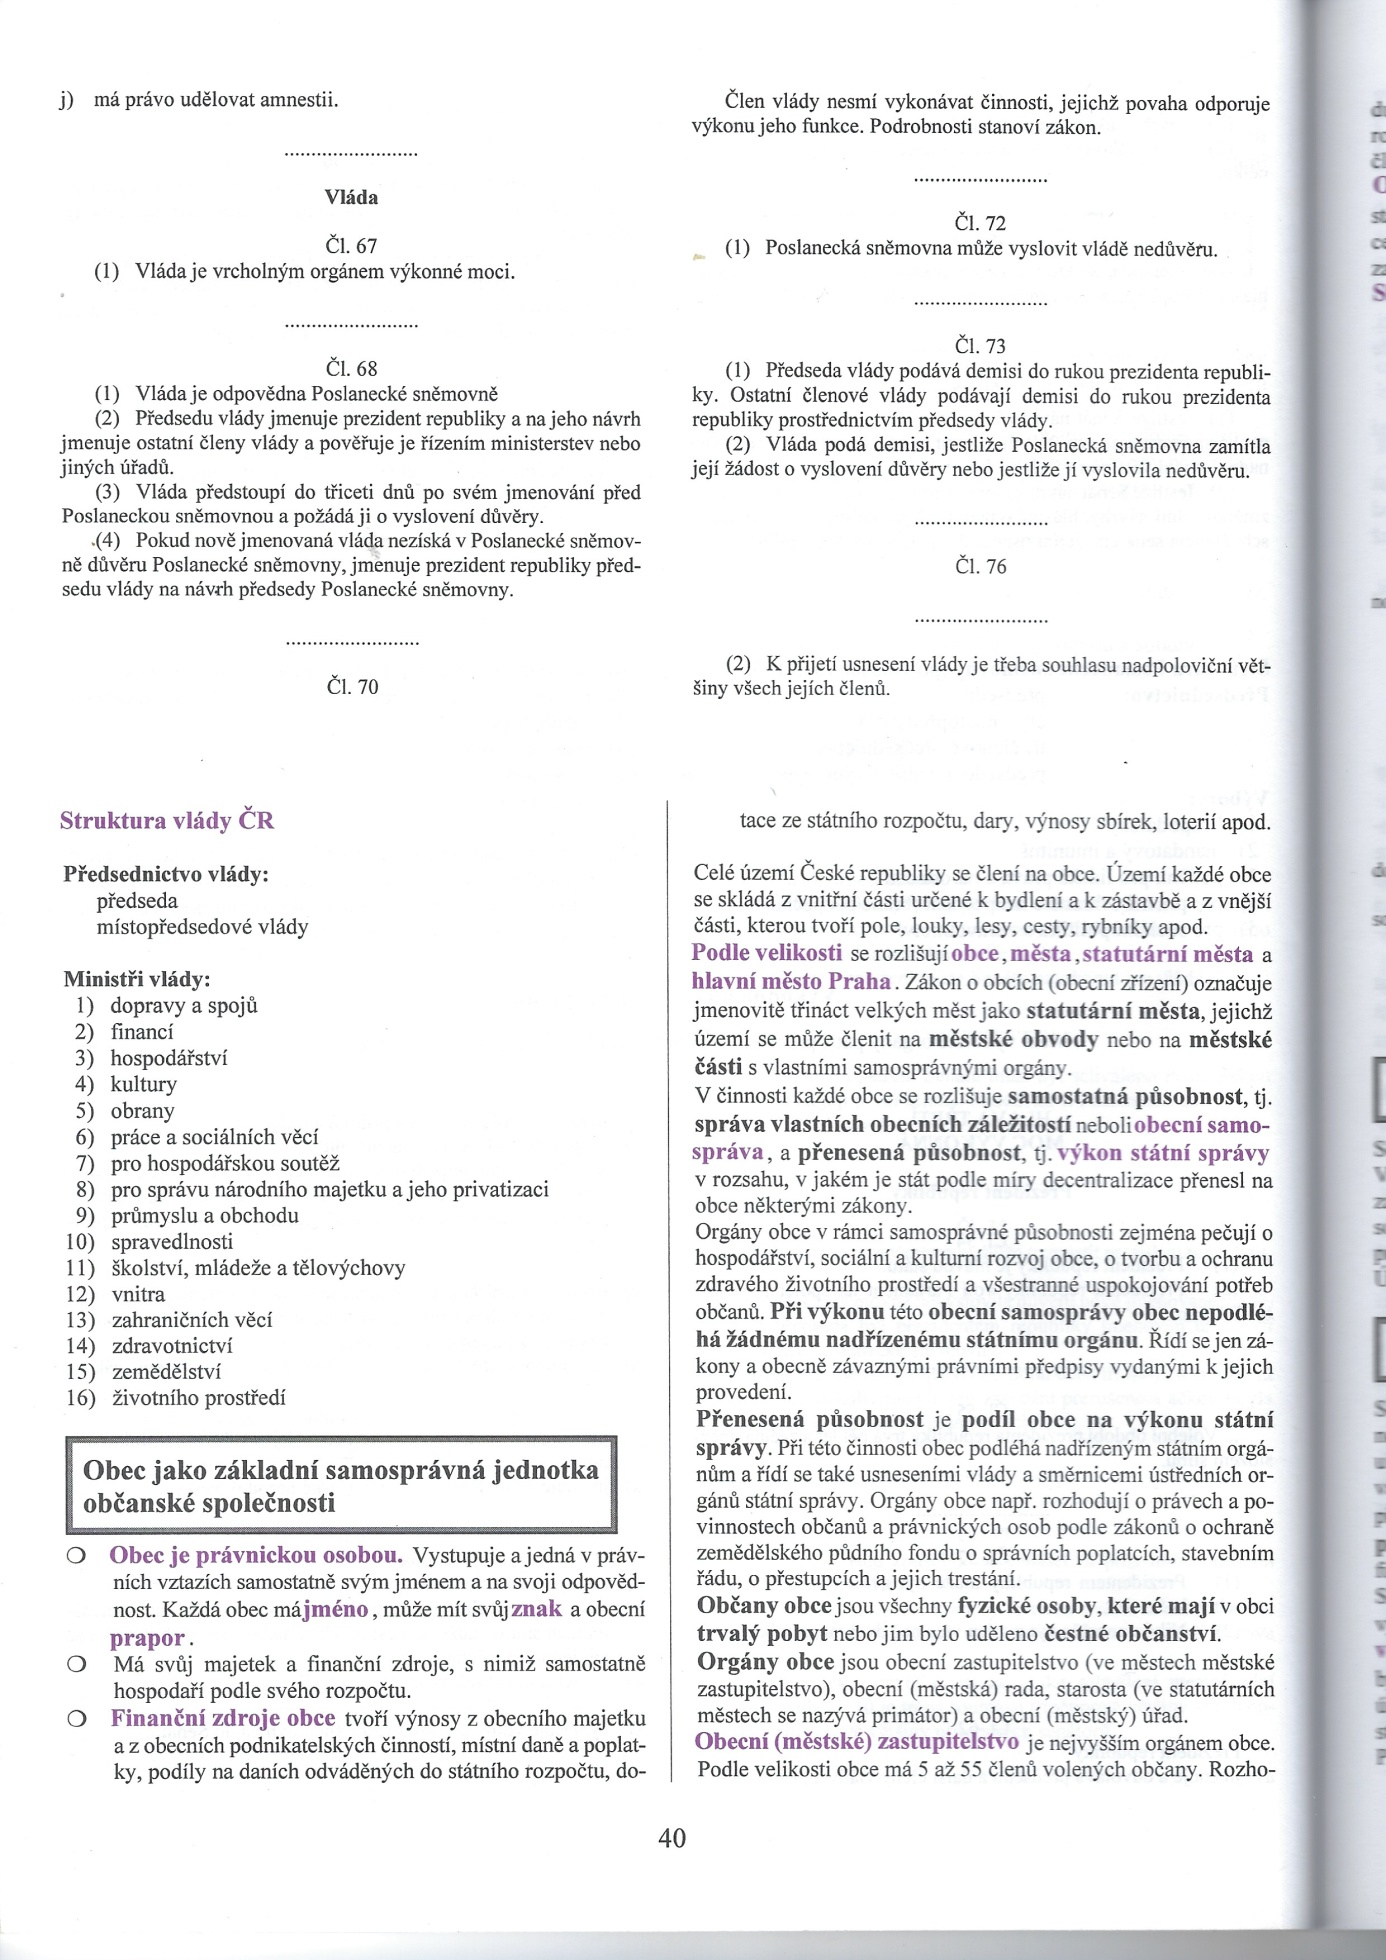 j) má právo udělovat amnestii.
..........................
Vláda
Čl. 67
(1) Vláda je vrcholným orgánem výkonné moci.
..........................
Čl. 68
(1) Vláda je odpovědna Poslanecké sněmovně
(2) Předsedu vlády jmenuje prezident republiky a na jeho návrh
jmenuje ostatní členy vlády a pověřuje je řízením ministerstev nebo
jiných úřadů.
(3) Vláda předstoupí do třiceti dnů po svém jmenování před
Poslaneckou sněmovnou a požádá ji o vyslovení důvěry.
(4) Pokud nově jmenovaná vláda nezíská v Poslanecké sněmov-
ně důvěru Poslanecké sněmovny, jmenuje prezident republiky před-
sedu vlády na návrh předsedy Poslanecké sněmovny.
..........................
Čl. 70
Člen vlády nesmí vykonávat činnosti, jejichž povaha odporuje
výkonu jeho funkce. Podrobnosti stanoví zákon.
..........................
Čl. 72
(1) Poslanecká sněmovna může vyslovit vládě nedůvěru.
..........................
Čl. 73
(1) Předseda vlády podává demisi do rukou prezidenta republi-
ky. Ostatní členové vlády podávají demisi do rukou prezidenta
republiky prostřednictvím předsedy vlády.
(2) Vláda podá demisi, jestliže Poslanecká sněmovna zamítla
její žádost o vyslovení důvěry nebo jestliže jí vyslovila nedůvěru.
..........................
Čl. 76
..........................
(2) K přijetí usnesení vlády je třeba souhlasu nadpoloviční vět-
šiny všech jejích členů.
Struktura vlády ČR
Předsednictvo vlády:
předseda
místopředsedové vlády
Ministři vlády:
1) dopravy a spojů
2) financí
3) hospodářství
4) kultury
5) obrany
6) práce a sociálních věcí
7) pro hospodářskou soutěž
8) pro správu národního majetku a jeho privatizaci
9) průmyslu a obchodu
10) spravedlnosti
11) školství, mládeže a tělovýchovy
12) vnitra
13) zahraničních věcí
14) zdravotnictví
15) zemědělství
16) životního prostředí
Obec jako základní samosprávná jednotka
občanské společnosti
❍ Obec je právnickou osobou. Vystupuje a jedná v práv-
ních vztazích samostatně svým jménem a na svoji odpověd-
nost. Každá obec má jméno, může mít svůj znak a obecní
prapor.
❍ Má svůj majetek a finanční zdroje, s nimiž samostatně
hospodaří podle svého rozpočtu.
❍ Finanční zdroje obce tvoří výnosy z obecního majetku
a z obecních podnikatelských činností, místní daně a poplat-
ky, podíly na daních odváděných do státního rozpočtu, do-
tace ze státního rozpočtu, dary, výnosy sbírek, loterií apod.
Celé území České republiky se člení na obce. Území každé obce
se skládá z vnitřní části určené k bydlení a k zástavbě a z vnější
části, kterou tvoří pole, louky, lesy, cesty, rybníky apod.
Podle velikosti se rozlišují obce, města, statutární města a
hlavní město Praha. Zákon o obcích (obecní zřízení) označuje
jmenovitě třináct velkých měst jako statutární města, jejichž
území se může členit na městské obvody nebo na městské
části s vlastními samosprávnými orgány.
V činnosti každé obce se rozlišuje samostatná působnost, tj.
správa vlastních obecních záležitostí neboli obecní samo-
správa, a přenesená působnost, tj. výkon státní správy
v rozsahu, v jakém je stát podle míry decentralizace přenesl na
obce některými zákony.
Orgány obce v rámci samosprávné působnosti zejména pečují o
hospodářství, sociální a kulturní rozvoj obce, o tvorbu a ochranu
zdravého životního prostředí a všestranné uspokojování potřeb
občanů. Při výkonu této obecní samosprávy obec nepodlé-
há žádnému nadřízenému státnímu orgánu. Řídí se jen zá-
kony a obecně závaznými právními předpisy vydanými k jejich
provedení.
Přenesená působnost je podíl obce na výkonu státní
správy. Při této činnosti obec podléhá nadřízeným státním orgá-
nům a řídí se také usneseními vlády a směrnicemi ústředních or-
gánů státní správy. Orgány obce např. rozhodují o právech a po-
vinnostech občanů a právnických osob podle zákonů o ochraně
zemědělského půdního fondu o správních poplatcích, stavebním
řádu, o přestupcích a jejich trestání.
Občany obce jsou všechny fyzické osoby, které mají v obci
trvalý pobyt nebo jim bylo uděleno čestné občanství.
Orgány obce jsou obecní zastupitelstvo (ve městech městské
zastupitelstvo), obecní (městská) rada, starosta (ve statutárních
městech se nazývá primátor) a obecní (městský) úřad.
Obecní (městské) zastupitelstvo je nejvyšším orgánem obce.
Podle velikosti obce má 5 až 55 členů volených občany. Rozho-
40